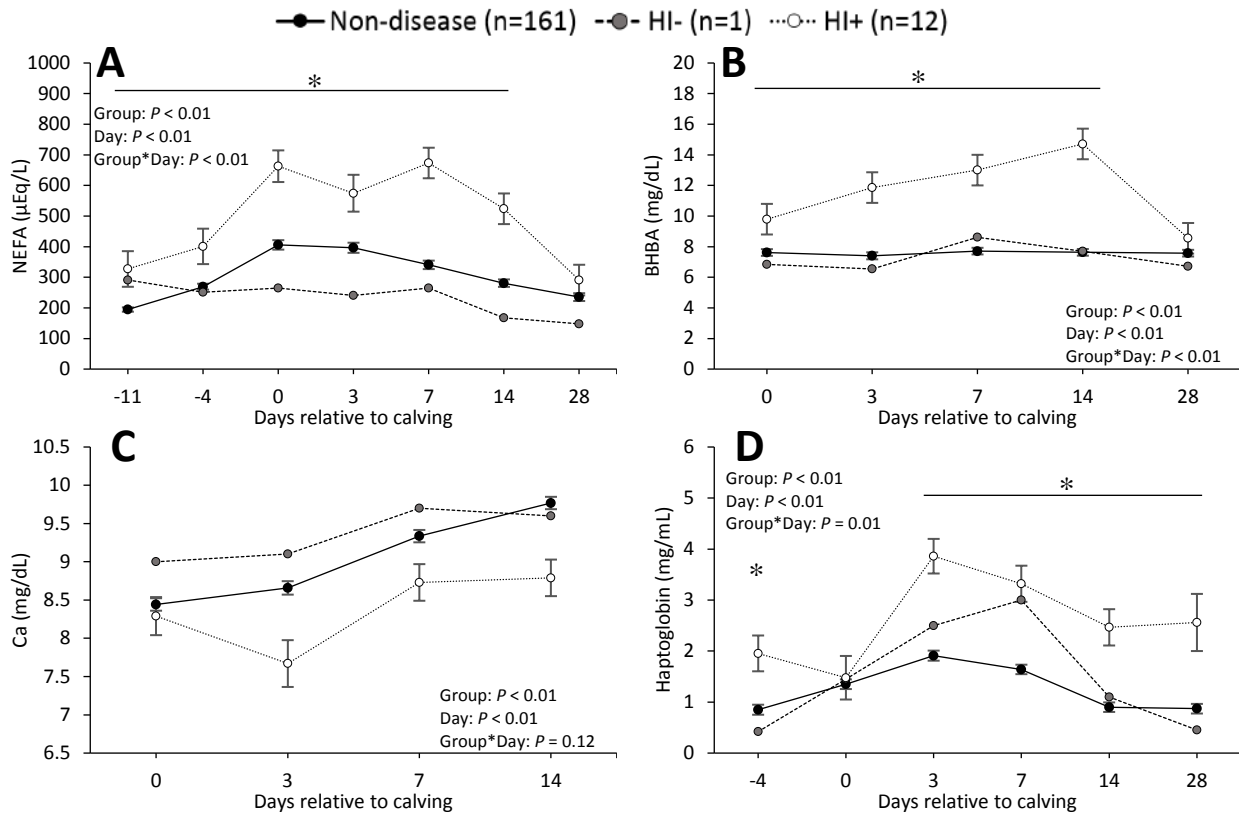 Non-disease (n=161) HI- (n=1) HI+ (n=12)
A
*
Group: P < 0.01
Day: P < 0.01
Group*Day: P < 0.01
NEFA (µEq/L)
1000
900
800
700
600
500
400
300
200
100
0
-11 -4 0 3 7 14 28
Days relative to calving
B
*
Group: P < 0.01
Day: P < 0.01
Group*Day: P < 0.01
BHBA (mg/dL)
20
18
16
14
12
10
8
6
4
2
0
0 3 7 14 28
Days relative to calving
C
Group: P < 0.01
Day: P < 0.01
Group*Day: P = 0.12
Ca (mg/dL)
10.5
10
9.5
9
8.5
8
7.5
7
6.5
0 3 7 14
Days relative to calving
D
Group: P < 0.01
Day: P < 0.01
Group*Day: P = 0.01
*
*
Haptoglobin (mg/mL)
6
5
4
3
2
1
0
-4 0 3 7 14 28
Days relative to calving